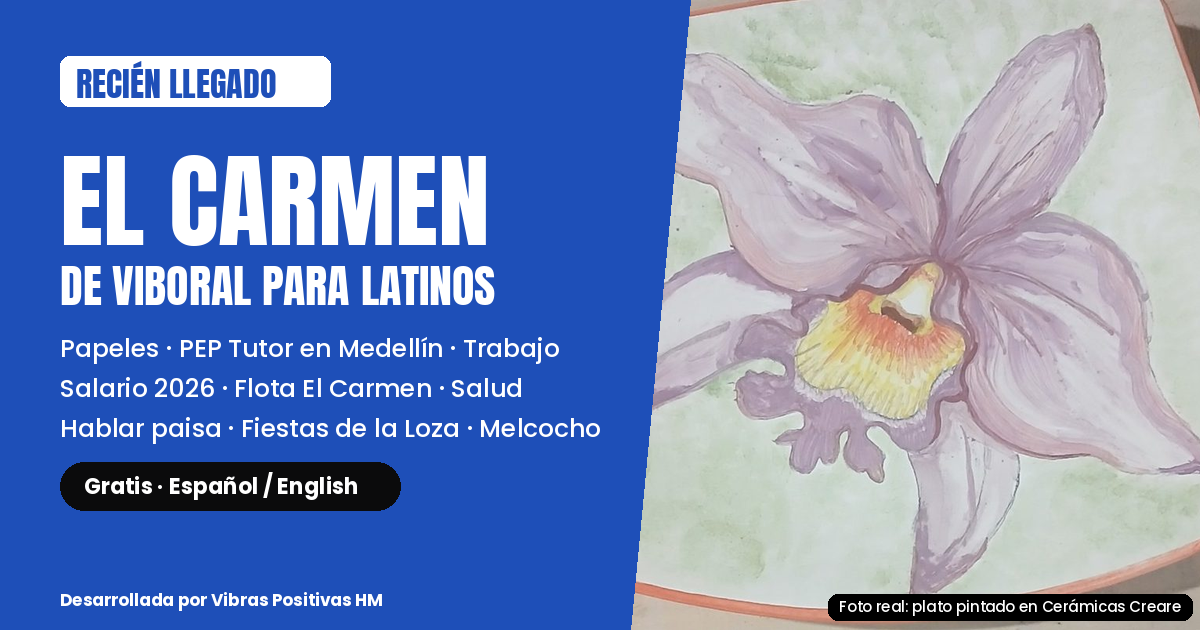 RECIÉN LLEGADO
EL CARMEN
DE VIBORAL PARA LATINOS
Papeles · PEP Tutor en Medellín · Trabajo
Salario 2026 · Flota El Carmen · Salud
Hablar paisa · Fiestas de la Loza · Melcocho
Gratis · Español / English
Desarrollada por Vibras Positivas HM
Foto real: plato pintado en Cerámicas Creare